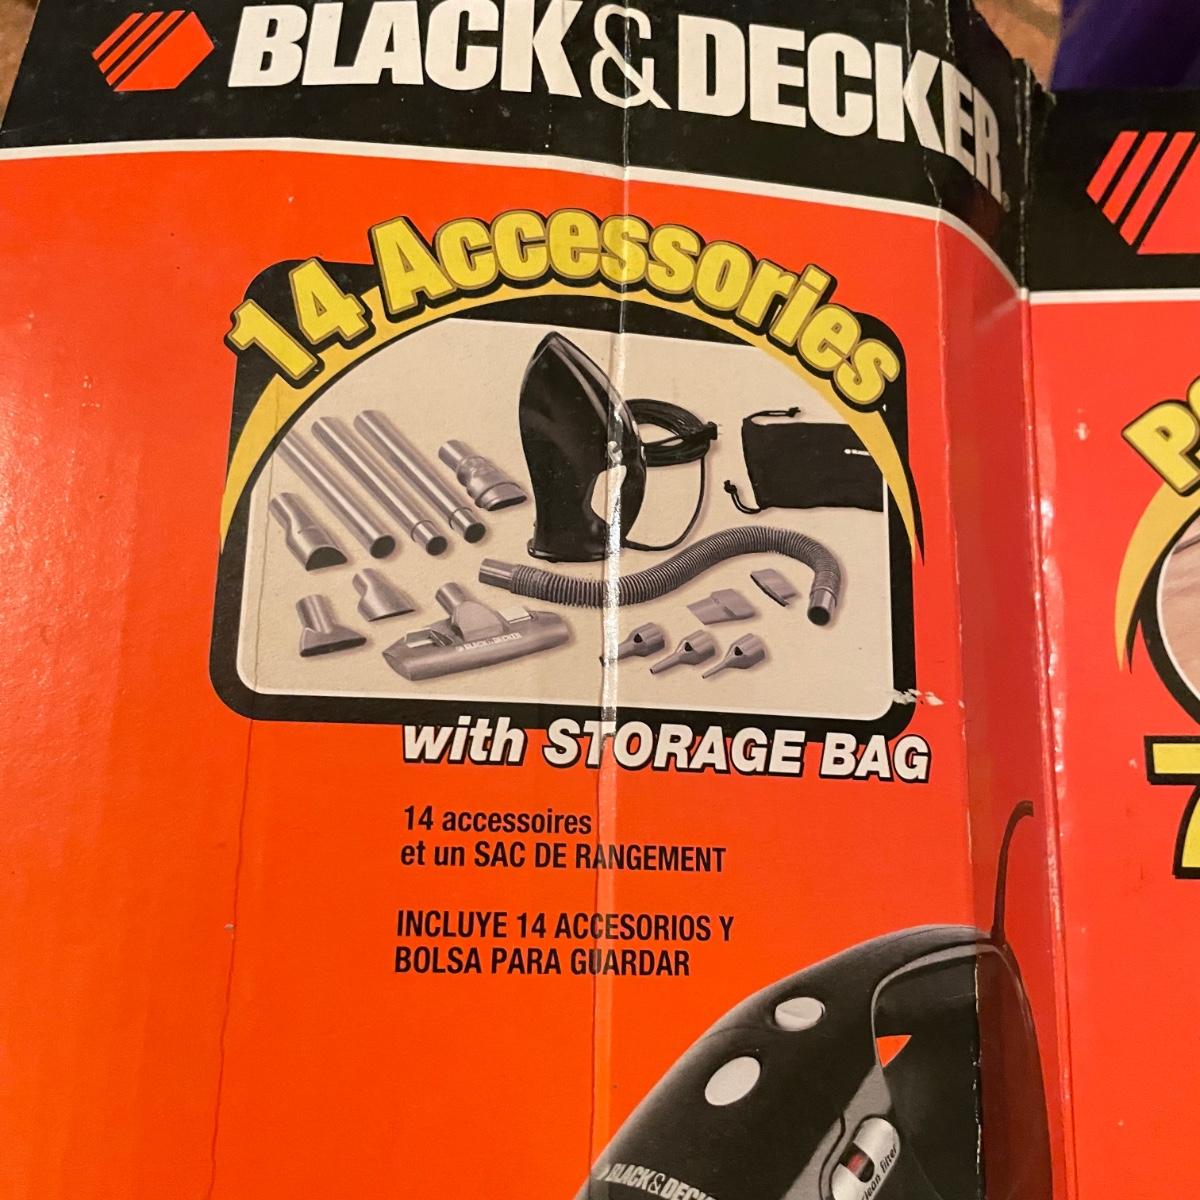 BLACK&DECKER
14 Accessories
BLACK & DECKER
with STORAGE BAG
14 accessoires
et un SAC DE RANGEMENT
INCLUYE 14 ACCESORIOS Y
BOLSA PARA GUARDAR
7